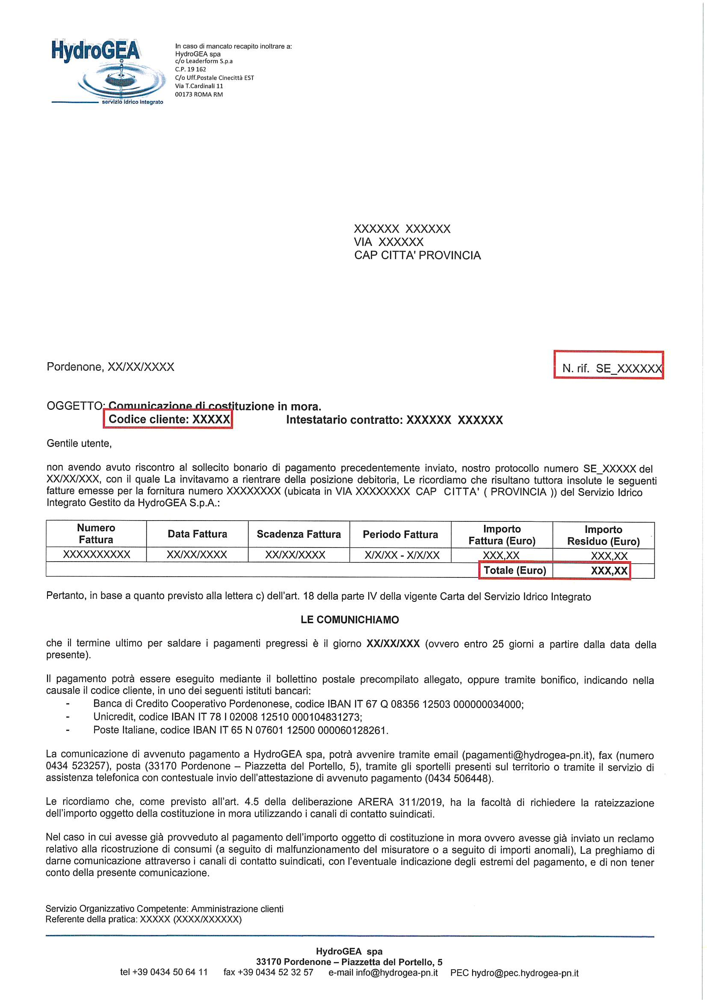 HydroGEA
servizio idrico integrato
In caso di mancato recapito inoltrare a:
HydroGEA spa
c/o Leaderform S.p.a
C.P. 19 162
C/o Uff.Postale Cinecittà EST
Via T.Cardinali 11
00173 ROMA RM
XXXXXX XXXXXX
VIA XXXXXX
CAP CITTA' PROVINCIA
Pordenone, XX/XX/XXXX
N. rif. SE_XXXXXX
OGGETTO: Comunicazione di costituzione in mora.
Codice cliente: XXXXX Intestatario contratto: XXXXXX XXXXXX
Gentile utente,
non avendo avuto riscontro al sollecito bonario di pagamento precedentemente inviato, nostro protocollo numero SE_XXXXX del
XX/XX/XXX, con il quale La invitavamo a rientrare della posizione debitoria, Le ricordiamo che risultano tuttora insolute le seguenti
fatture emesse per la fornitura numero XXXXXXXX (ubicata in VIA XXXXXXXX CAP CITTA' ( PROVINCIA )) del Servizio Idrico
Integrato Gestito da HydroGEA S.p.A.:
Numero Fattura Data Fattura Scadenza Fattura Periodo Fattura Importo Fattura (Euro) Importo Residuo (Euro)
XXXXXXXXXX XX/XX/XXXX XX/XX/XXXX X/X/XX - X/X/XX XXX,XX XXX,XX
Totale (Euro) XXX,XX
Pertanto, in base a quanto previsto alla lettera c) dell'art. 18 della parte IV della vigente Carta del Servizio Idrico Integrato
LE COMUNICHIAMO
che il termine ultimo per saldare i pagamenti pregressi è il giorno XX/XX/XXX (ovvero entro 25 giorni a partire dalla data della
presente).
Il pagamento potrà essere eseguito mediante il bollettino postale precompilato allegato, oppure tramite bonifico, indicando nella
causale il codice cliente, in uno dei seguenti istituti bancari:
- Banca di Credito Cooperativo Pordenonese, codice IBAN IT 67 Q 08356 12503 000000034000;
- Unicredit, codice IBAN IT 78 I 02008 12510 000104831273;
- Poste Italiane, codice IBAN IT 65 N 07601 12500 000060128261.
La comunicazione di avvenuto pagamento a HydroGEA spa, potrà avvenire tramite email (pagamenti@hydrogea-pn.it), fax (numero
0434 523257), posta (33170 Pordenone – Piazzetta del Portello, 5), tramite gli sportelli presenti sul territorio o tramite il servizio di
assistenza telefonica con contestuale invio dell'attestazione di avvenuto pagamento (0434 506448).
Le ricordiamo che, come previsto all'art. 4.5 della deliberazione ARERA 311/2019, ha la facoltà di richiedere la rateizzazione
dell'importo oggetto della costituzione in mora utilizzando i canali di contatto suindicati.
Nel caso in cui avesse già provveduto al pagamento dell'importo oggetto di costituzione in mora ovvero avesse già inviato un reclamo
relativo alla ricostruzione di consumi (a seguito di malfunzionamento del misuratore o a seguito di importi anomali), La preghiamo di
darne comunicazione attraverso i canali di contatto suindicati, con l'eventuale indicazione degli estremi del pagamento, e di non tener
conto della presente comunicazione.
Servizio Organizzativo Competente: Amministrazione clienti
Referente della pratica: XXXXX (XXXX/XXXXXX)
HydroGEA spa
33170 Pordenone – Piazzetta del Portello, 5
tel +39 0434 50 64 11 fax +39 0434 52 32 57 e-mail info@hydrogea-pn.it PEC hydro@pec.hydrogea-pn.it